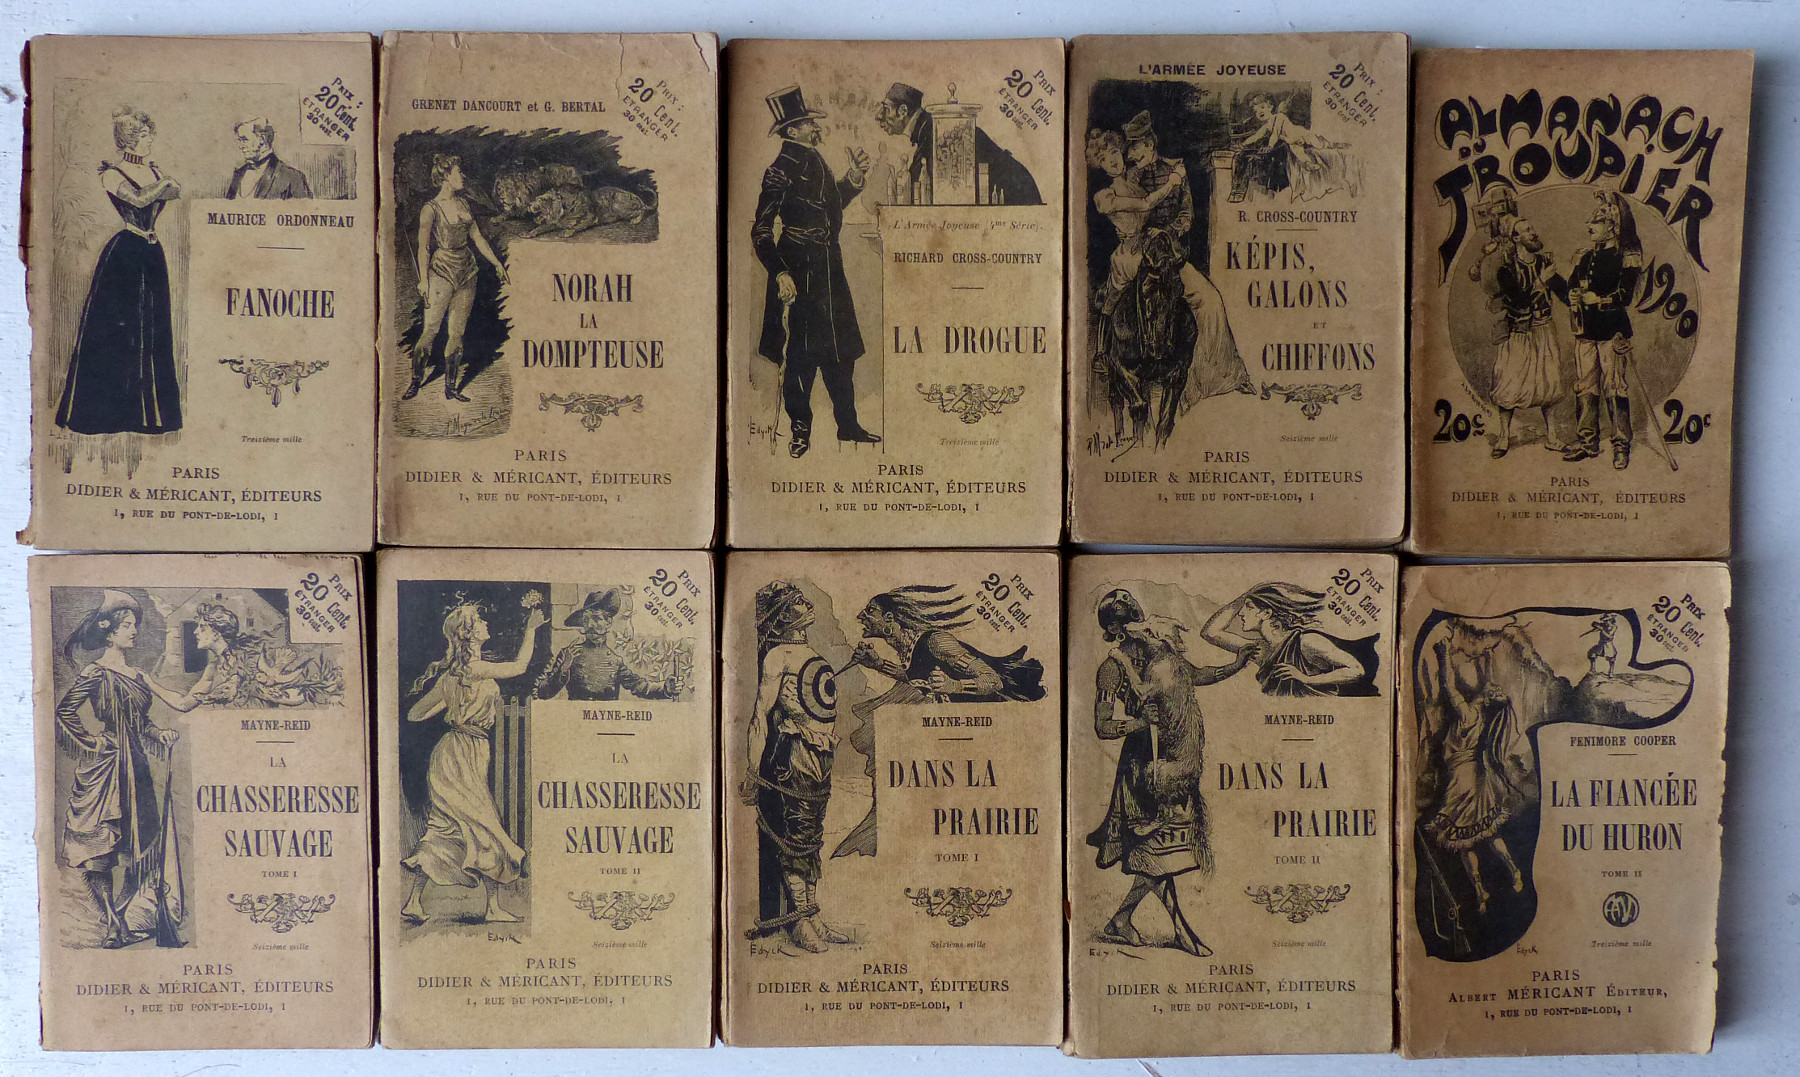 Prix :
20 Cent.
ETRANGER
30 cent.
MAURICE ORDONNEAU
FANOCHE
Treizième mille
PARIS
DIDIER & MÉRICANT, ÉDITEURS
1, RUE DU PONT-DE-LODI, 1
Prix :
20 Cent.
ETRANGER
30 cent.
GRENET DANCOURT et G. BERTAL
NORAH
LA
DOMPTEUSE
PARIS
DIDIER & MÉRICANT, ÉDITEURS
1, RUE DU PONT-DE-LODI, 1
Prix
20 Cent.
ETRANGER
30 cent.
L'Armée Joyeuse (4me Série).
RICHARD CROSS-COUNTRY
LA DROGUE
Edyck
Treizième mille
PARIS
DIDIER & MÉRICANT, ÉDITEURS
1, RUE DU PONT-DE-LODI, 1
L'ARMÉE JOYEUSE
Prix
20 Cent.
ETRANGER
30 cent.
R. CROSS-COUNTRY
KÉPIS,
GALONS
ET
CHIFFONS
Seizième mille
PARIS
DIDIER & MÉRICANT, ÉDITEURS
1, RUE DU PONT-DE-LODI, 1
ALMANACH
DU
TROUPIER
1900
20c 20c
PARIS
DIDIER & MÉRICANT, ÉDITEURS
1, RUE DU PONT-DE-LODI, 1
Prix
20 Cent.
ETRANGER
30 cent.
MAYNE-REID
LA
CHASSERESSE
SAUVAGE
TOME I
Seizième mille
PARIS
DIDIER & MÉRICANT, ÉDITEURS
1, RUE DU PONT-DE-LODI, 1
Prix
20 Cent.
ETRANGER
30 cent.
MAYNE-REID
LA
CHASSERESSE
SAUVAGE
TOME II
Edyck
Seizième mille
PARIS
DIDIER & MÉRICANT, ÉDITEURS
1, RUE DU PONT-DE-LODI, 1
Prix
20 Cent.
ETRANGER
30 cent.
MAYNE-REID
DANS LA
PRAIRIE
TOME I
Edyck
Seizième mille
PARIS
DIDIER & MÉRICANT, ÉDITEURS
1, RUE DU PONT-DE-LODI, 1
Prix
20 Cent.
ETRANGER
30 cent.
MAYNE-REID
DANS LA
PRAIRIE
TOME II
Edyck
Seizième mille
PARIS
DIDIER & MÉRICANT, ÉDITEURS
1, RUE DU PONT-DE-LODI, 1
Prix
20 Cent.
ETRANGER
30 cent.
FENIMORE COOPER
LA FIANCÉE
DU HURON
TOME II
Edyck
Treizième mille
PARIS
ALBERT MÉRICANT ÉDITEUR,
1, RUE DU PONT-DE-LODI, 1